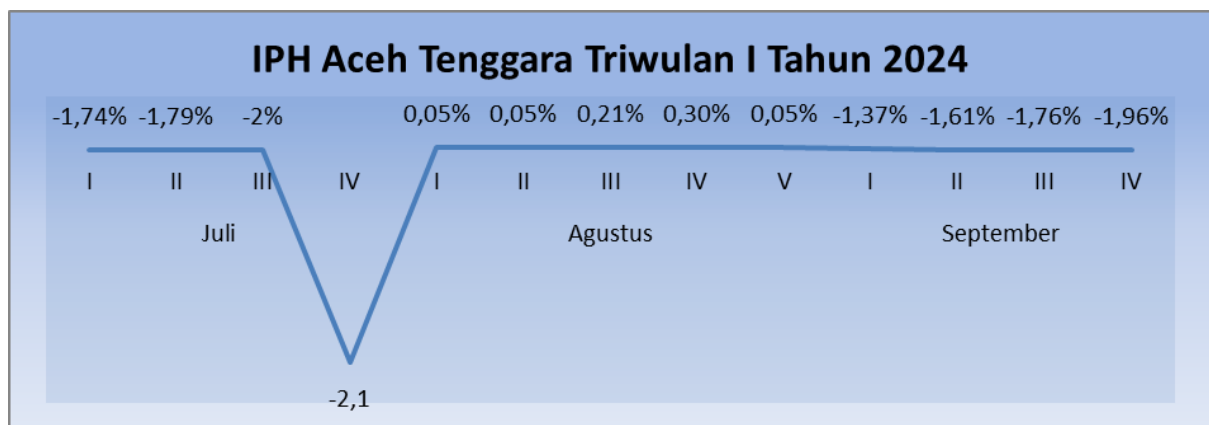 IPH Aceh Tenggara Triwulan I Tahun 2024
-1,74% -1,79% -2% 0,05% 0,05% 0,21% 0,30% 0,05% -1,37% -1,61% -1,76% -1,96%
I II III IV I II III IV V I II III IV
Juli Agustus September
-2,1